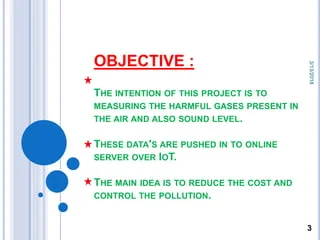 OBJECTIVE :
THE INTENTION OF THIS PROJECT IS TO
MEASURING THE HARMFUL GASES PRESENT IN
THE AIR AND ALSO SOUND LEVEL.
THESE DATA'S ARE PUSHED IN TO ONLINE
SERVER OVER IOT.
THE MAIN IDEA IS TO REDUCE THE COST AND
CONTROL THE POLLUTION.
3